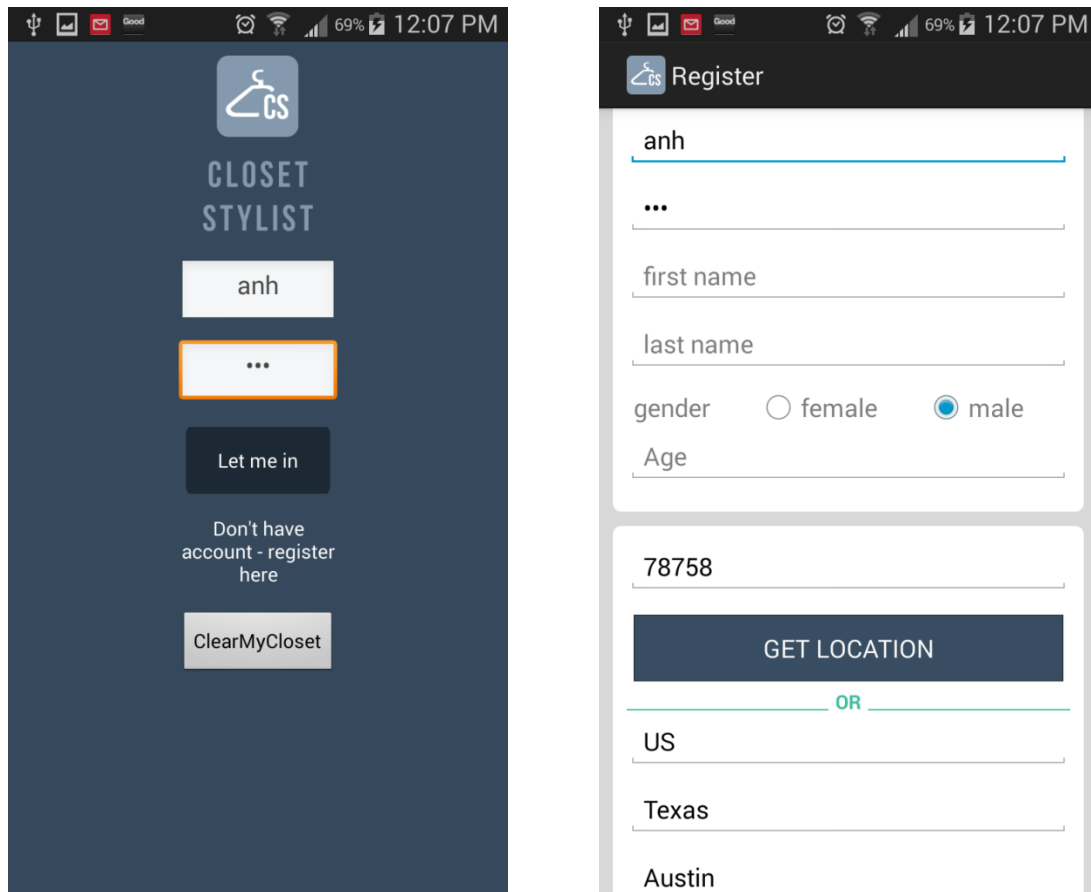 Good 69% 12:07 PM
CS
CLOSET
STYLIST
anh
•••
Let me in
Don't have
account - register
here
ClearMyCloset
Good 69% 12:07 PM
CS Register
anh
•••
first name
last name
gender female male
Age
78758
GET LOCATION
OR
US
Texas
Austin